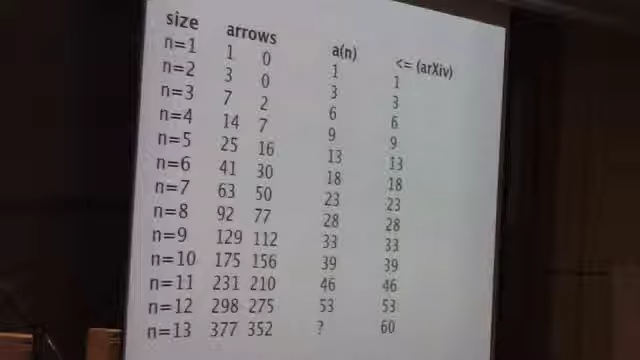 size arrows a(n) <= (arXiv)
n=1 1 0 1 1
n=2 3 0 3 3
n=3 7 2 6 6
n=4 14 7 9 9
n=5 25 16 13 13
n=6 41 30 18 18
n=7 63 50 23 23
n=8 92 77 28 28
n=9 129 112 33 33
n=10 175 156 39 39
n=11 231 210 46 46
n=12 298 275 53 53
n=13 377 352 ? 60